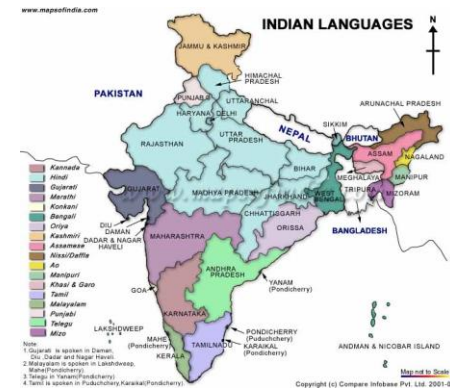 www.mapsofindia.com
INDIAN LANGUAGES
N
JAMMU & KASHMIR
HIMACHAL
PRADESH
PAKISTAN
PUNJAB
UTTARANCHAL
HARYANA
DELHI
ARUNACHAL PRADESH
SIKKIM
NEPAL
BHUTAN
RAJASTHAN
UTTAR
PRADESH
ASSAM
NAGALAND
BIHAR
MEGHALAYA
MANIPUR
GUJARAT
MADHYA PRADESH
JHARKHAND
WEST
BENGAL
TRIPURA
MIZORAM
CHHATTISGARH
BANGLADESH
DIU
DAMAN
DADAR & NAGAR
HAVELI
MAHARASHTRA
ORISSA
ANDHRA
PRADESH
YANAM
(Pondicherry)
GOA
KARNATAKA
LAKSHDWEEP
MAHE
(Pondicherry)
PONDICHERRY
(Puduchchery)
KARAIKAL
(Pondicherry)
TAMILNADU
KERALA
ANDMAN & NICOBAR ISLAND
Kannada
Hindi
Gujarati
Marathi
Konkani
Bengali
Oriya
Kashmiri
Assamese
Nissi/Daffla
Ao
Manipuri
Khasi & Garo
Tamil
Malayalam
Punjabi
Telegu
Mizo
Note:
1.Gujarati is spoken in Daman,
Diu, Dadar and Nagar Haveli.
2.Malayalam is spoken in Lakshdweep,
Mahe(Pondicherry).
3.Telegu in Yanam(Pondicherry)
4.Tamil is spoken in Puduchchery,Karaikal(Pondicherry)
Map not to Scale
Copyright (c) Compare Infobase Pvt. Ltd. 2001-0